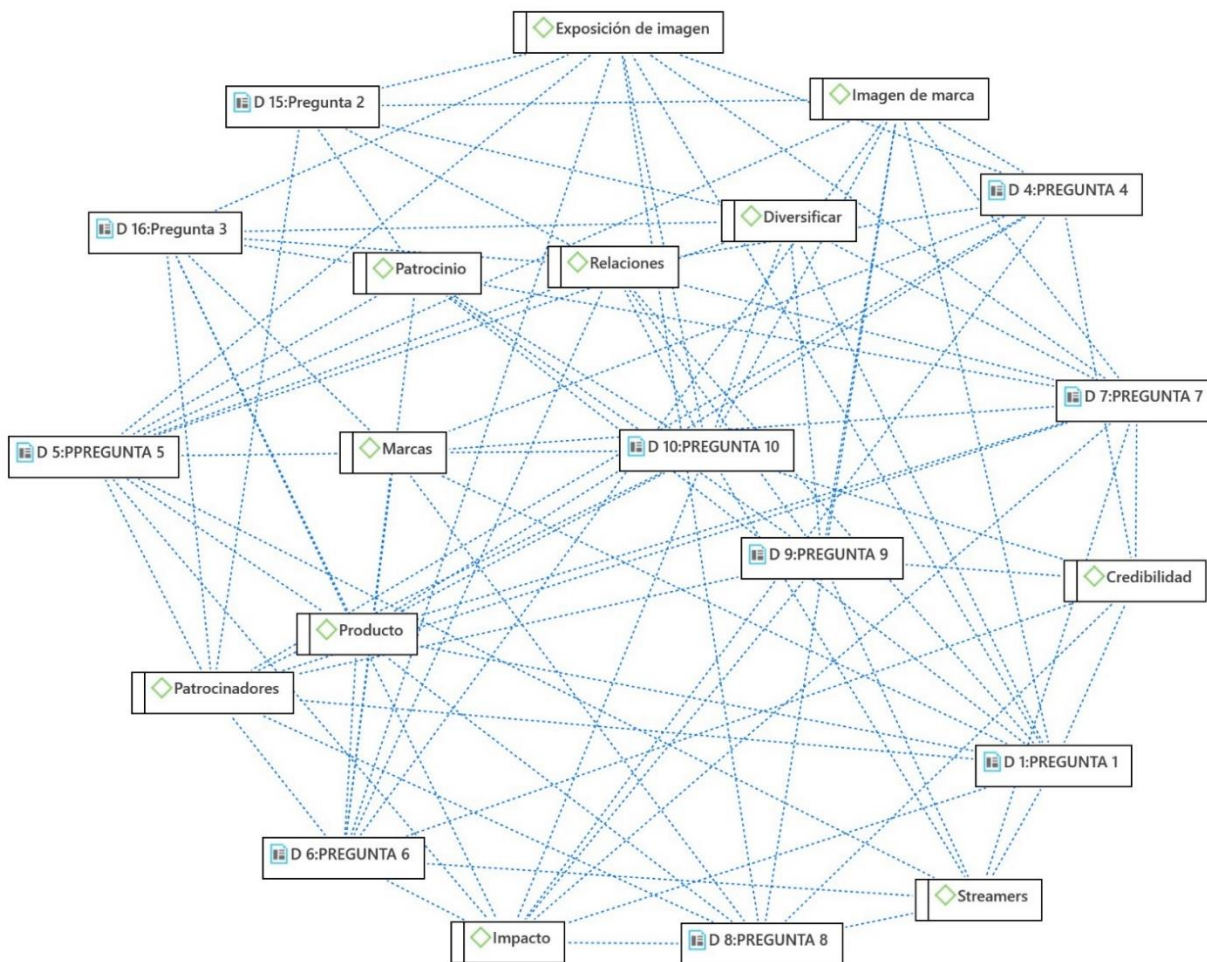 Exposición de imagen
D 15:Pregunta 2
Imagen de marca
D 4:PREGUNTA 4
D 16:Pregunta 3
Diversificar
Patrocinio
Relaciones
D 7:PREGUNTA 7
D 5:PPREGUNTA 5
Marcas
D 10:PREGUNTA 10
D 9:PREGUNTA 9
Credibilidad
Producto
Patrocinadores
D 1:PREGUNTA 1
D 6:PREGUNTA 6
Streamers
Impacto
D 8:PREGUNTA 8